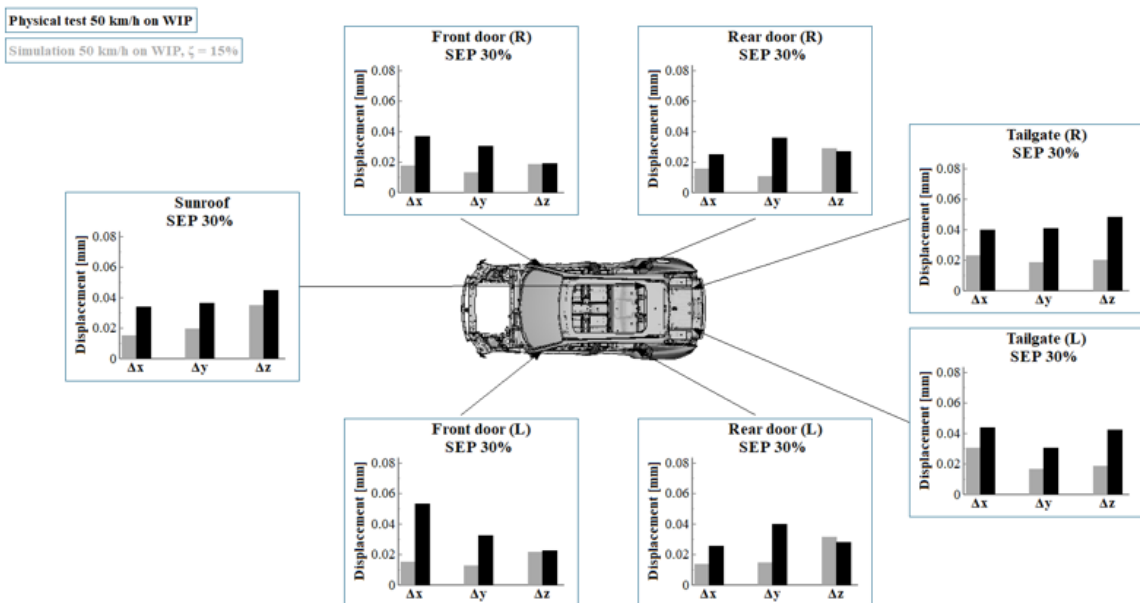 Physical test 50 km/h on WIP
Simulation 50 km/h on WIP, ζ = 15%
Front door (R)
SEP 30%
Displacement [mm]
0.08
0.06
0.04
0.02
0
Δx Δy Δz
Rear door (R)
SEP 30%
Displacement [mm]
0.08
0.06
0.04
0.02
0
Δx Δy Δz
Tailgate (R)
SEP 30%
Displacement [mm]
0.08
0.06
0.04
0.02
0
Δx Δy Δz
Sunroof
SEP 30%
Displacement [mm]
0.08
0.06
0.04
0.02
0
Δx Δy Δz
Tailgate (L)
SEP 30%
Displacement [mm]
0.08
0.06
0.04
0.02
0
Δx Δy Δz
Front door (L)
SEP 30%
Displacement [mm]
0.08
0.06
0.04
0.02
0
Δx Δy Δz
Rear door (L)
SEP 30%
Displacement [mm]
0.08
0.06
0.04
0.02
0
Δx Δy Δz